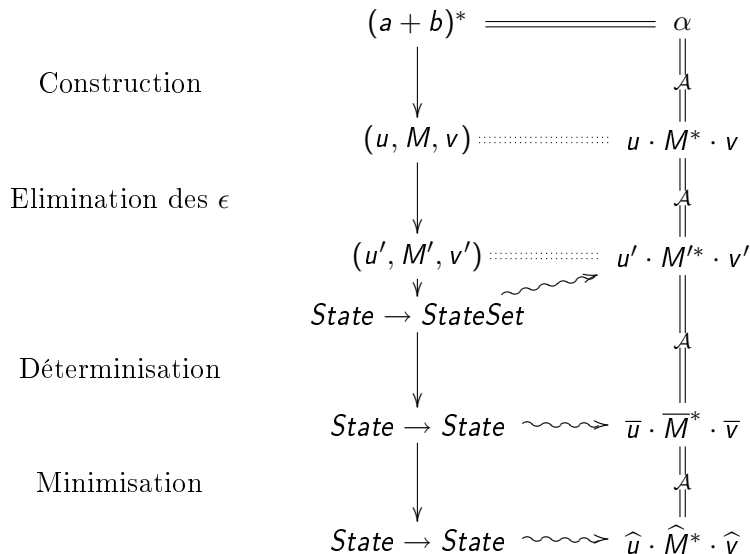 (a + b)* α
Construction 𝒜
(u, M, v) u · M* · v
Elimination des ϵ 𝒜
(u′, M′, v′) u′ · M′* · v′
State → StateSet
Déterminisation 𝒜
State → State u̅ · M̅* · v̅
Minimisation 𝒜
State → State û · M̂* · v̂